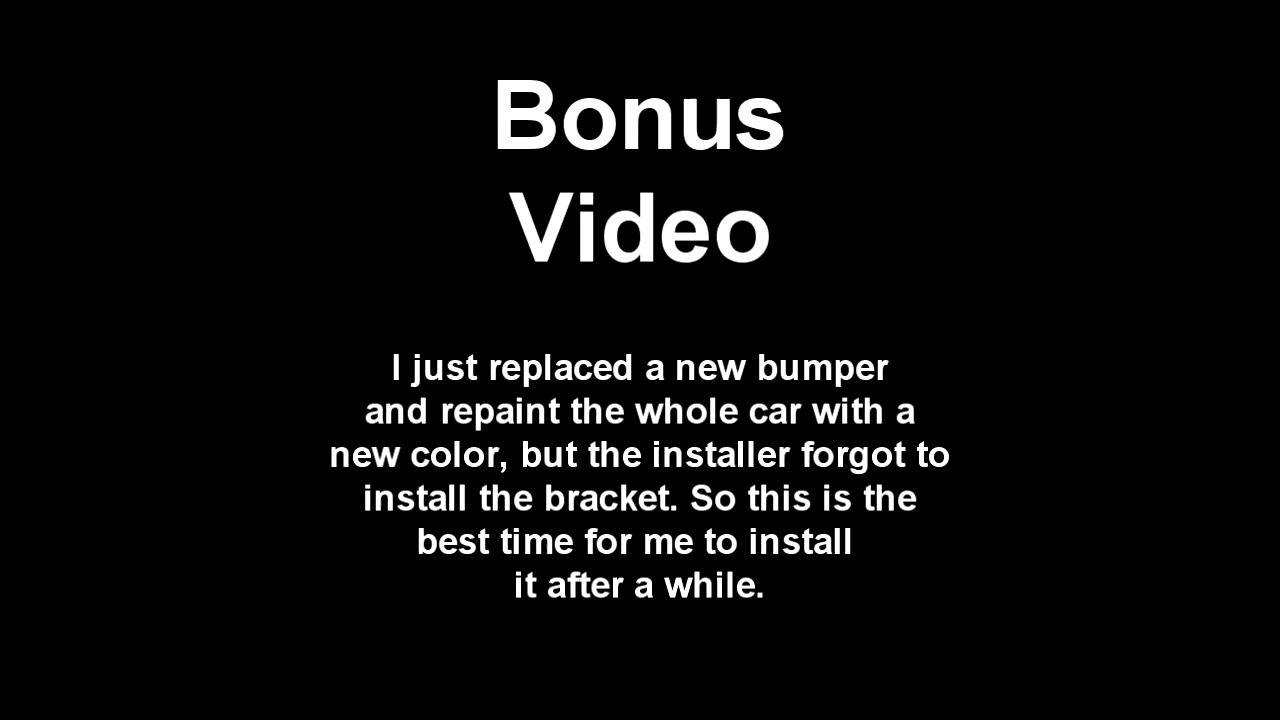 Bonus
Video
I just replaced a new bumper
and repaint the whole car with a
new color, but the installer forgot to
install the bracket. So this is the
best time for me to install
it after a while.